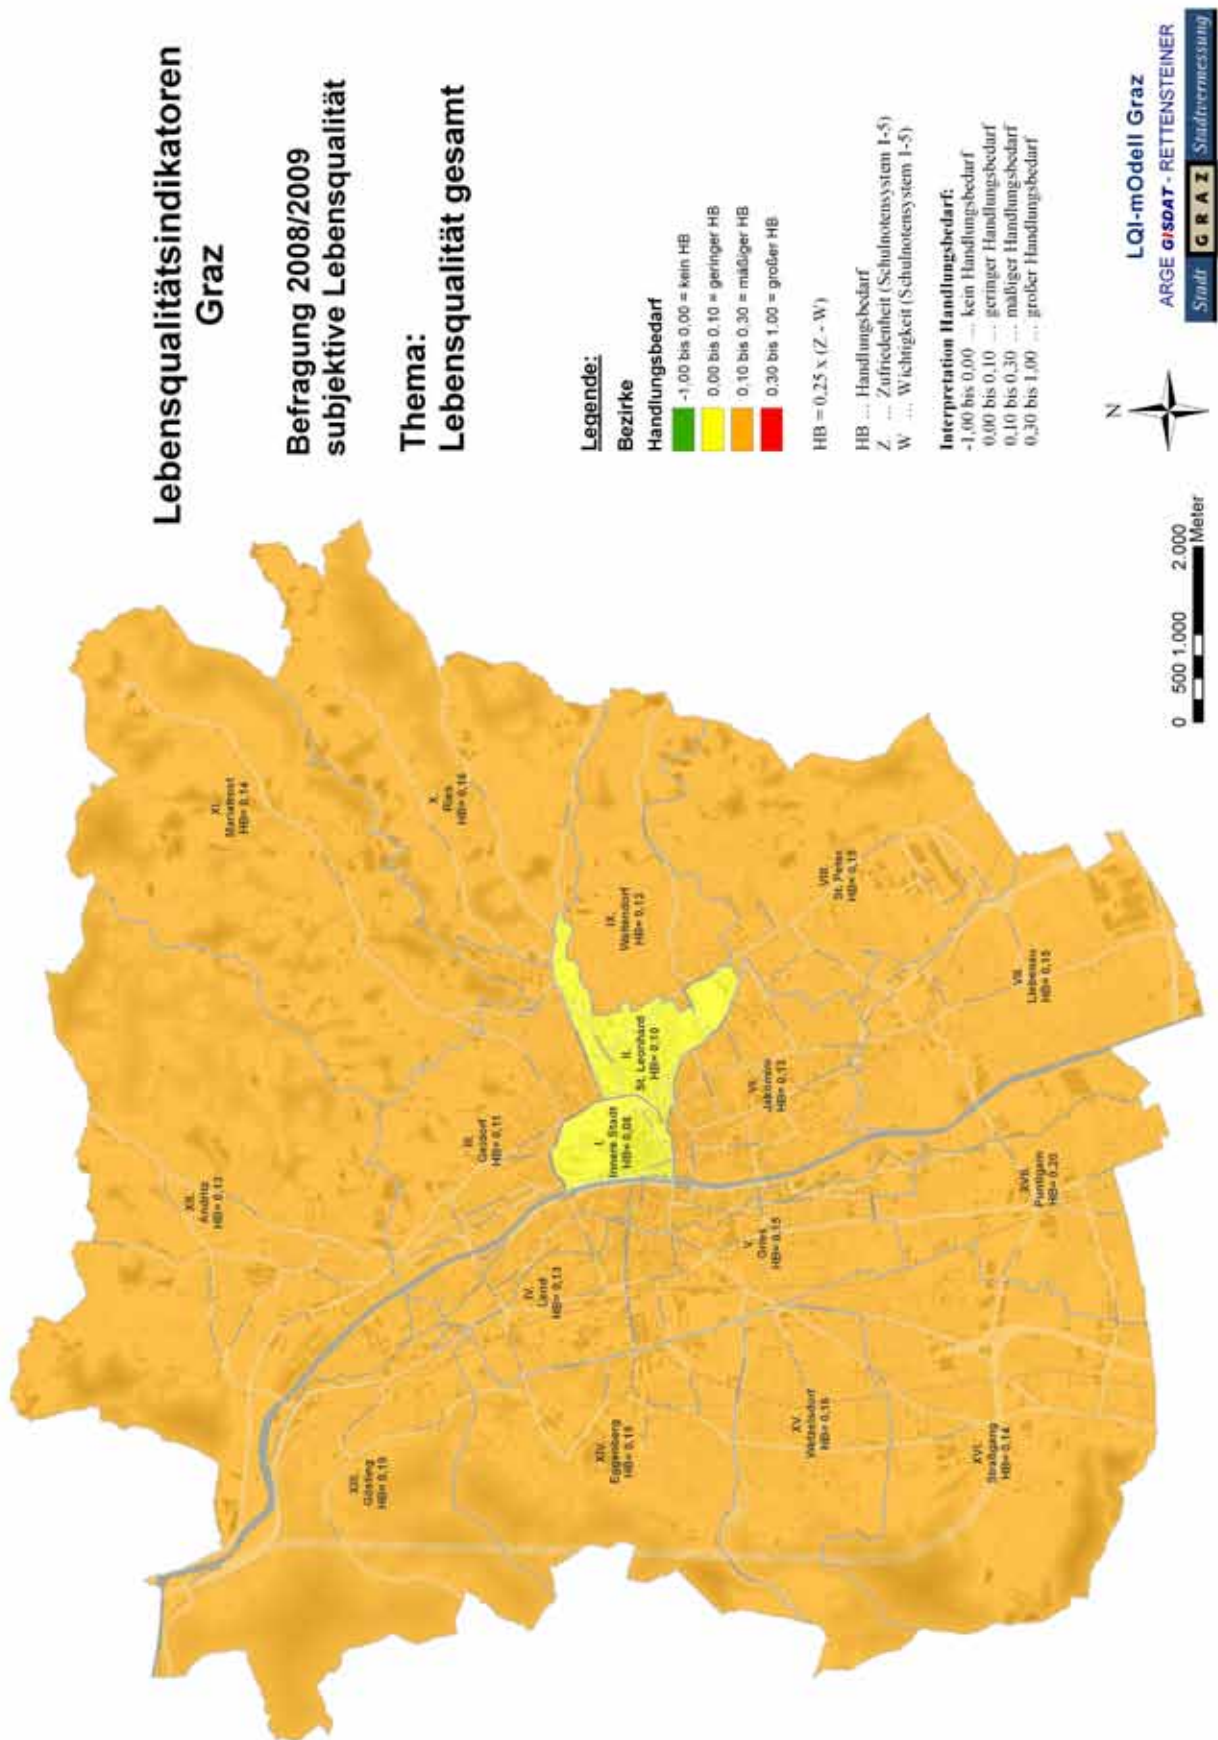 Lebensqualitätsindikatoren
Graz
Befragung 2008/2009
subjektive Lebensqualität
Thema:
Lebensqualität gesamt
Legende:
Bezirke
Handlungsbedarf
-1,00 bis 0,00 = kein HB
0,00 bis 0,10 = geringer HB
0,10 bis 0,30 = mäßiger HB
0,30 bis 1,00 = großer HB
HB = 0,25 x (Z - W)
HB ... Handlungsbedarf
Z ... Zufriedenheit (Schulnotensystem 1-5)
W ... Wichtigkeit (Schulnotensystem 1-5)
Interpretation Handlungsbedarf:
-1,00 bis 0,00 ... kein Handlungsbedarf
0,00 bis 0,10 ... geringer Handlungsbedarf
0,10 bis 0,30 ... mäßiger Handlungsbedarf
0,30 bis 1,00 ... großer Handlungsbedarf
XI.
Mariatrost
HB= 0,14
X.
Ries
HB= 0,14
XII.
Andritz
HB= 0,13
III.
Geidorf
HB= 0,11
IX.
Waltendorf
HB= 0,13
II.
St. Leonhard
HB= 0,10
I.
Innere Stadt
HB= 0,08
VIII.
St. Peter
HB= 0,13
VI.
Jakomini
HB= 0,13
VII.
Liebenau
HB= 0,15
IV.
Lend
HB= 0,13
V.
Gries
HB= 0,15
XVII.
Puntigam
HB= 0,20
XIII.
Gösting
HB= 0,19
XIV.
Eggenberg
HB=
XV.
Wetzelsdorf
HB= 0,16
XVI.
Straßgang
HB= 0,14
N
0 500 1.000 2.000
Meter
LQI-mOdell Graz
ARGE GISDAT - RETTENSTEINER
Stadt GRAZ Stadtvermessung